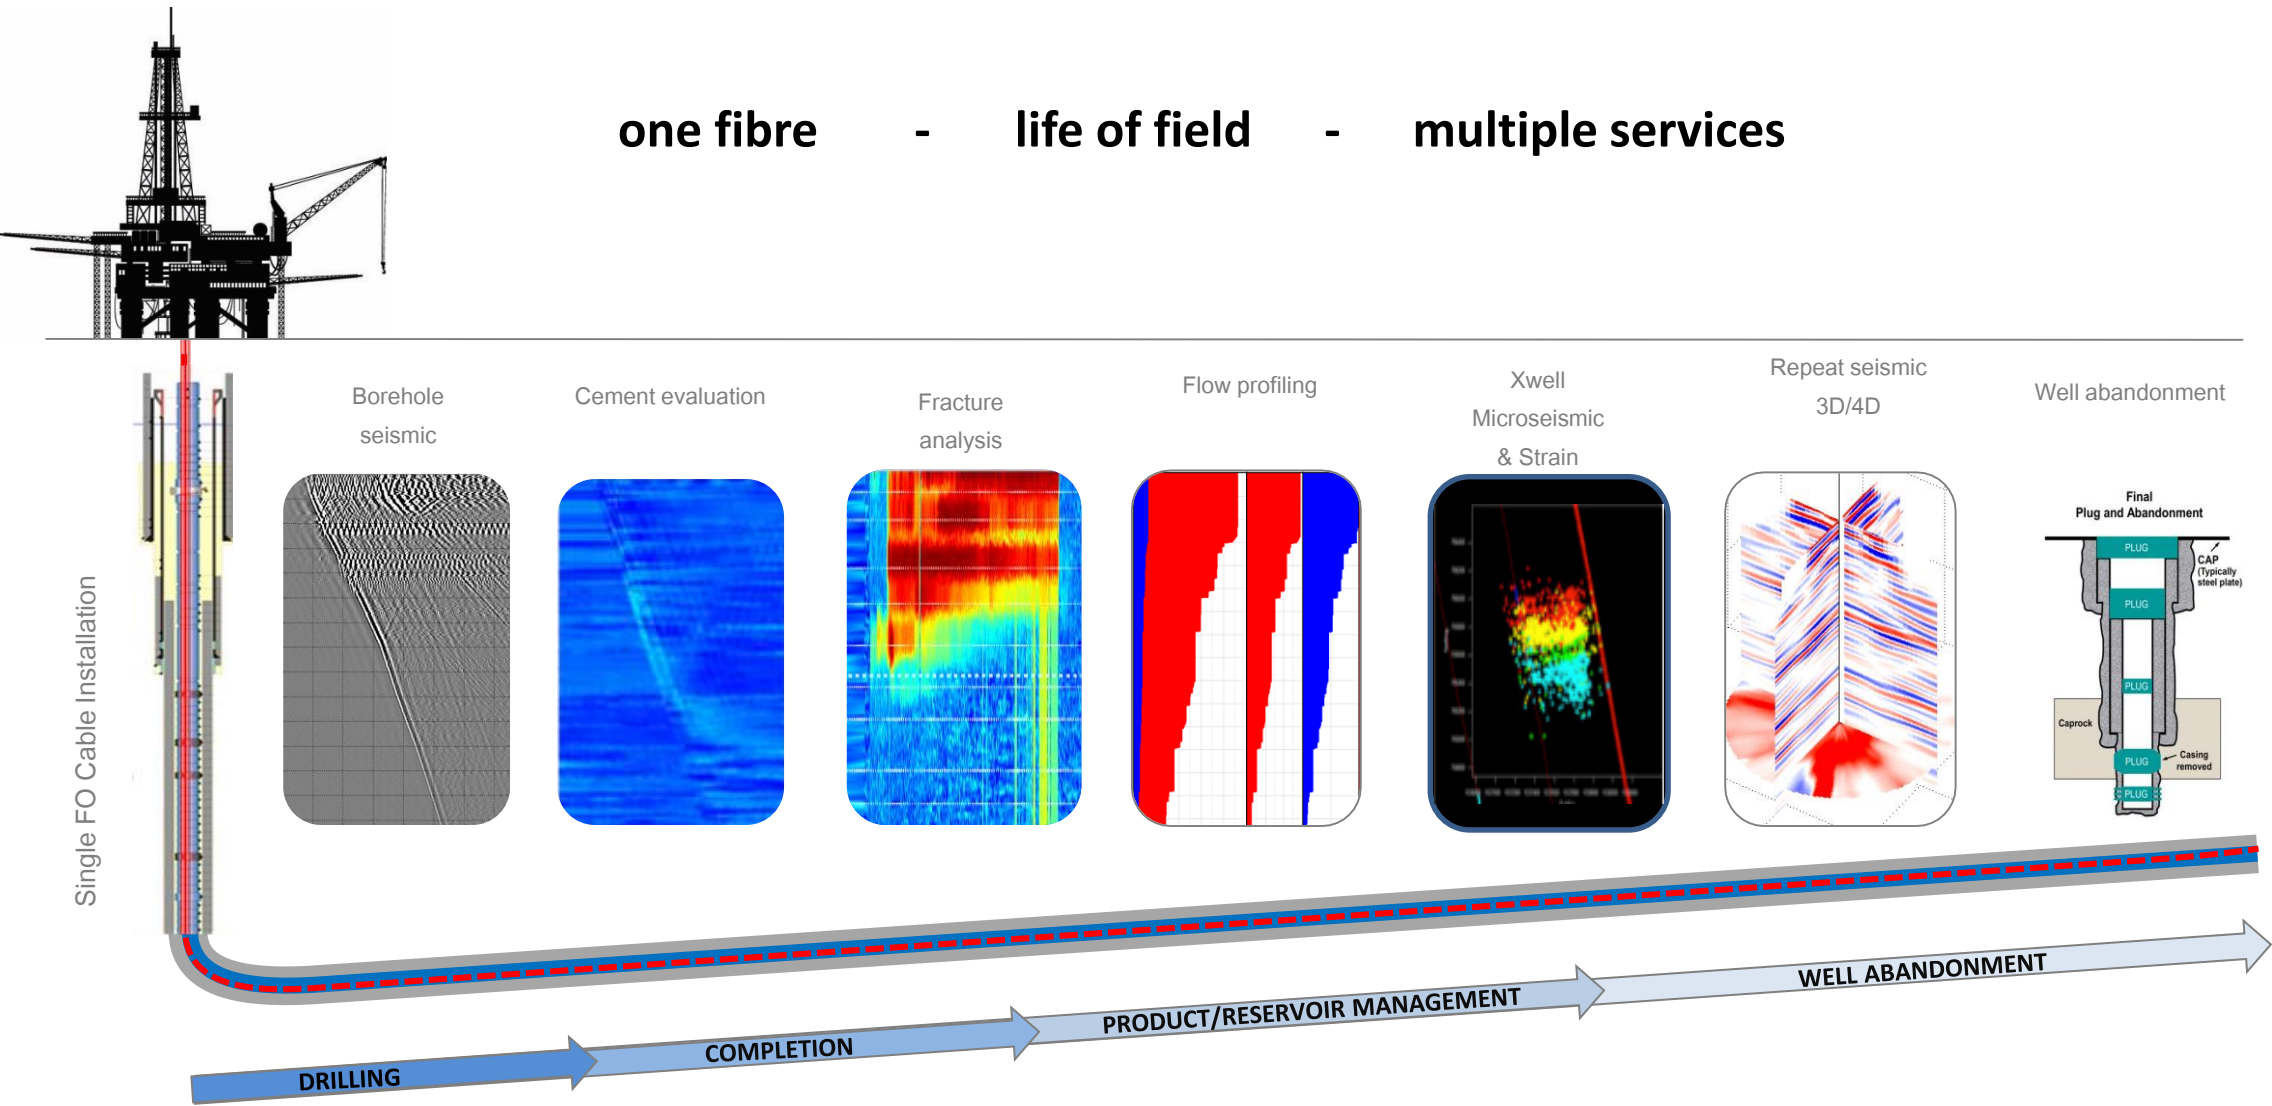 one fibre - life of field - multiple services
Single FO Cable Installation
Borehole
seismic
Cement evaluation
Fracture
analysis
Flow profiling
Xwell
Microseismic
& Strain
Repeat seismic
3D/4D
Well abandonment
Final
Plug and Abandonment
PLUG
CAP
(Typically
steel plate)
PLUG
PLUG
Caprock
PLUG
Casing
removed
PLUG
DRILLING
COMPLETION
PRODUCT/RESERVOIR MANAGEMENT
WELL ABANDONMENT